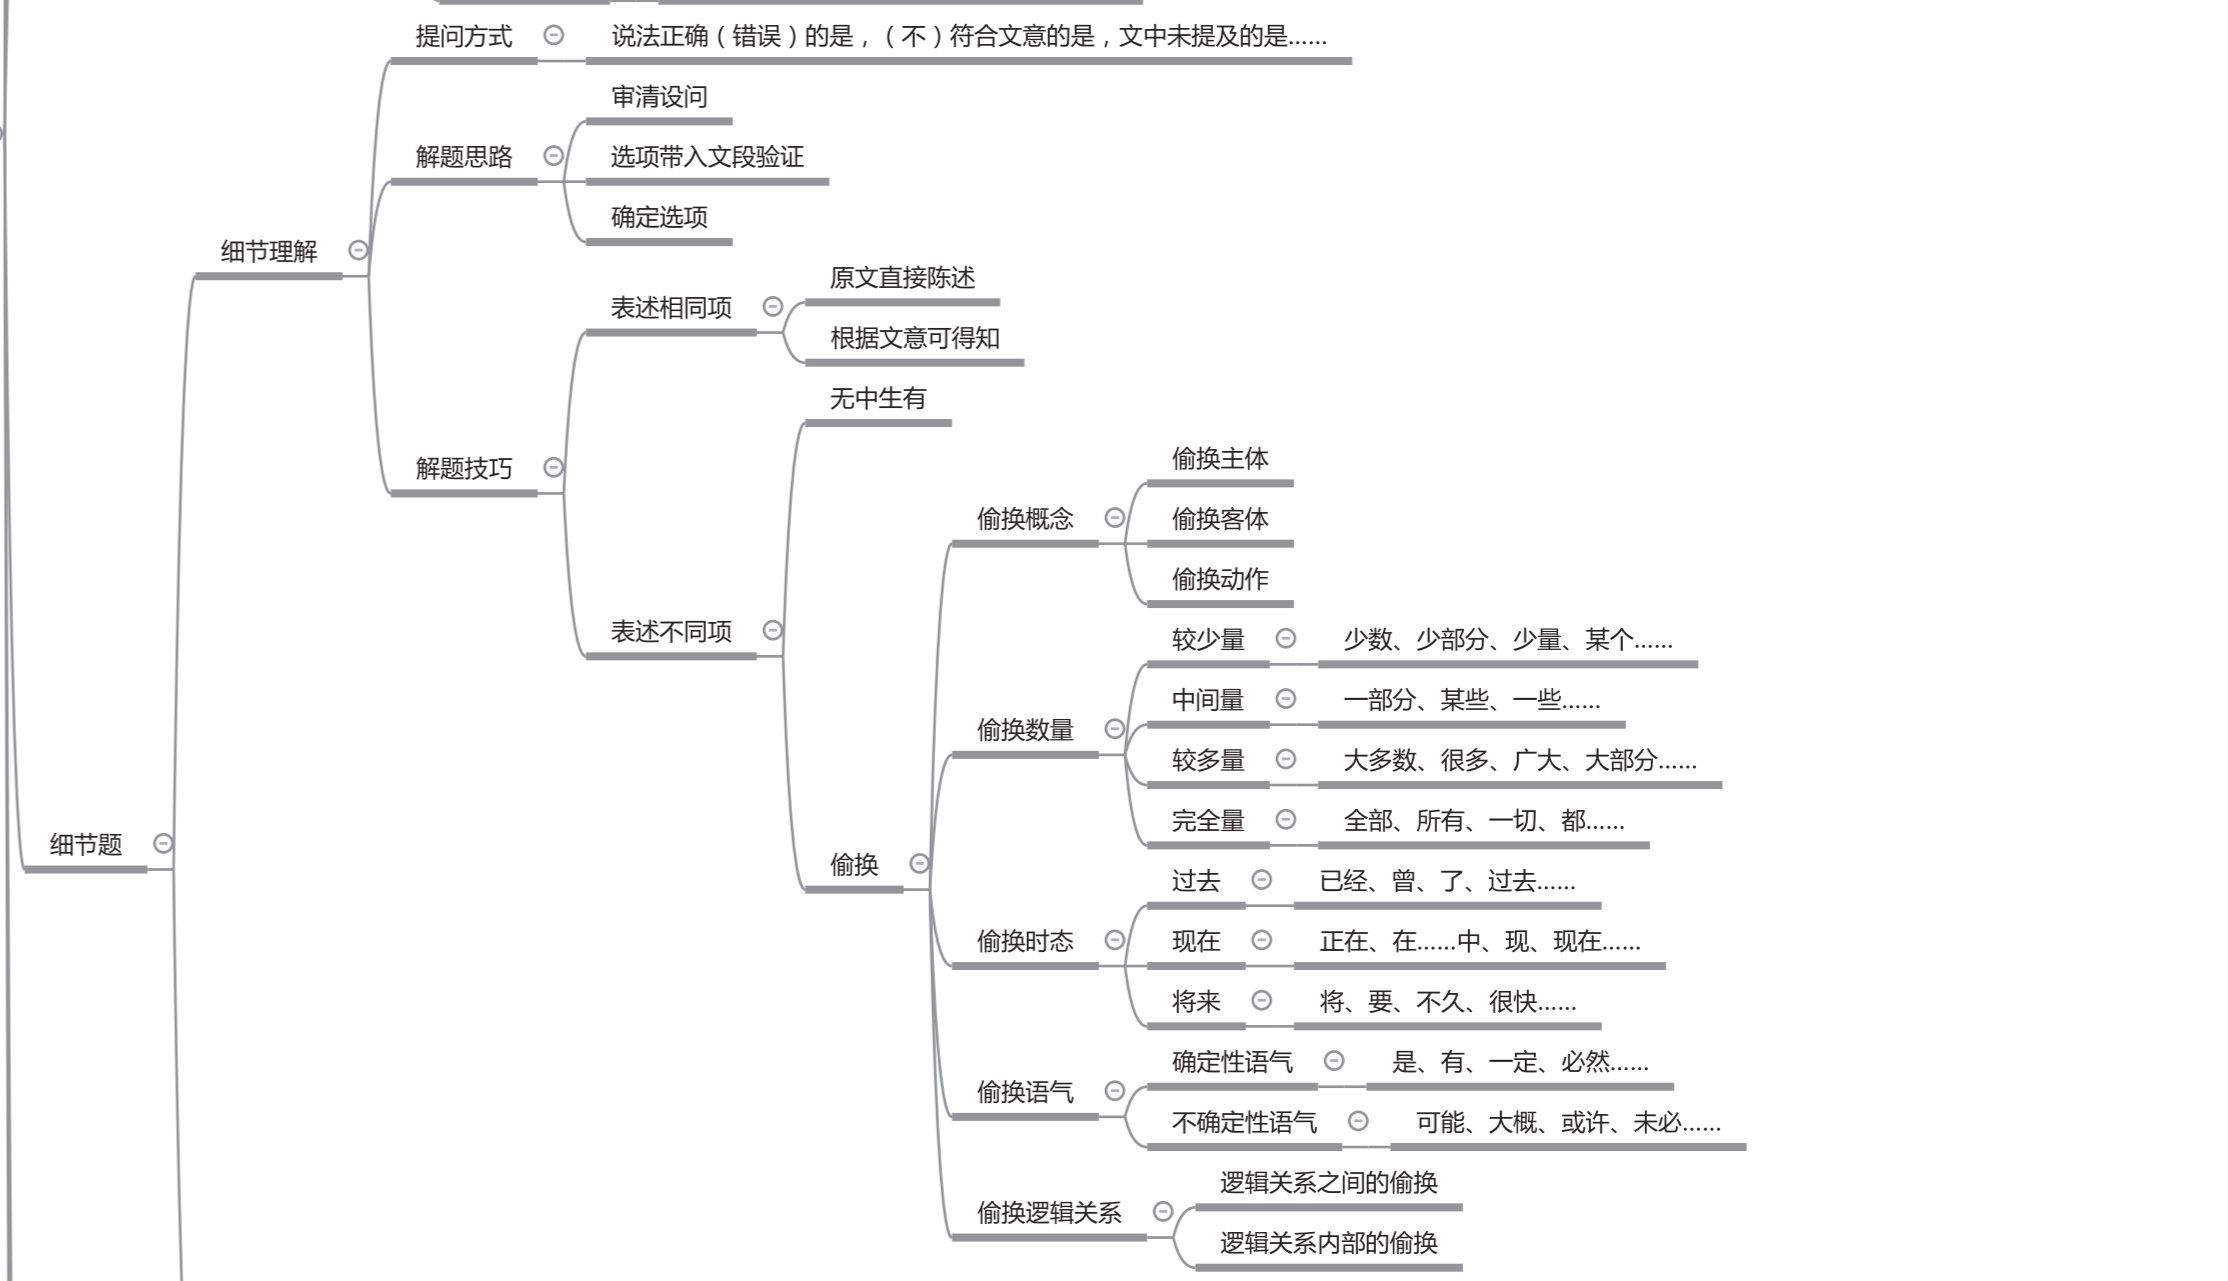 提问方式
说法正确（错误）的是，（不）符合文意的是，文中未提及的是……
审清设问
解题思路
选项带入文段验证
确定选项
细节理解
原文直接陈述
表述相同项
根据文意可得知
无中生有
解题技巧
偷换主体
偷换概念
偷换客体
偷换动作
表述不同项
较少量
少数、少部分、少量、某个……
中间量
一部分、某些、一些……
偷换数量
较多量
大多数、很多、广大、大部分……
完全量
全部、所有、一切、都……
细节题
偷换
过去
已经、曾、了、过去……
偷换时态
现在
正在、在……中、现、现在……
将来
将、要、不久、很快……
确定性语气
是、有、一定、必然……
偷换语气
不确定性语气
可能、大概、或许、未必……
逻辑关系之间的偷换
偷换逻辑关系
逻辑关系内部的偷换